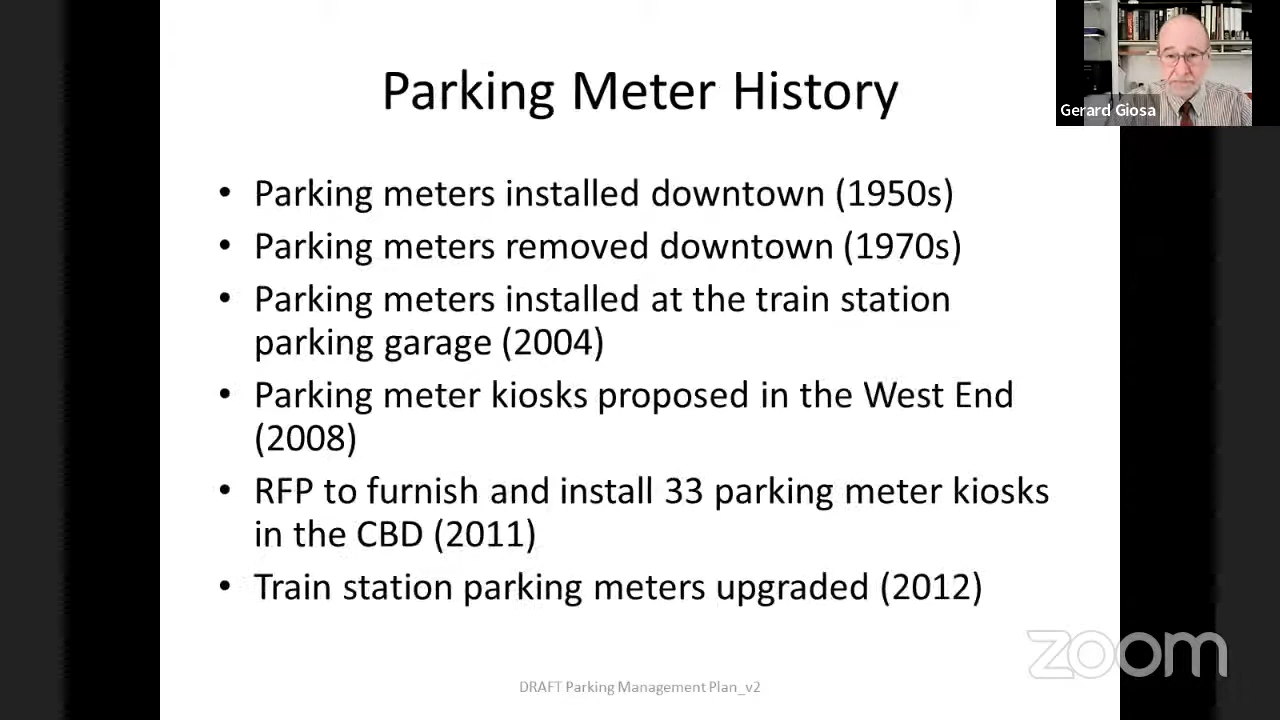 Parking Meter History
Gerard Giosa
• Parking meters installed downtown (1950s)
• Parking meters removed downtown (1970s)
• Parking meters installed at the train station
parking garage (2004)
• Parking meter kiosks proposed in the West End
(2008)
• RFP to furnish and install 33 parking meter kiosks
in the CBD (2011)
• Train station parking meters upgraded (2012)
zoom
DRAFT Parking Management Plan_v2